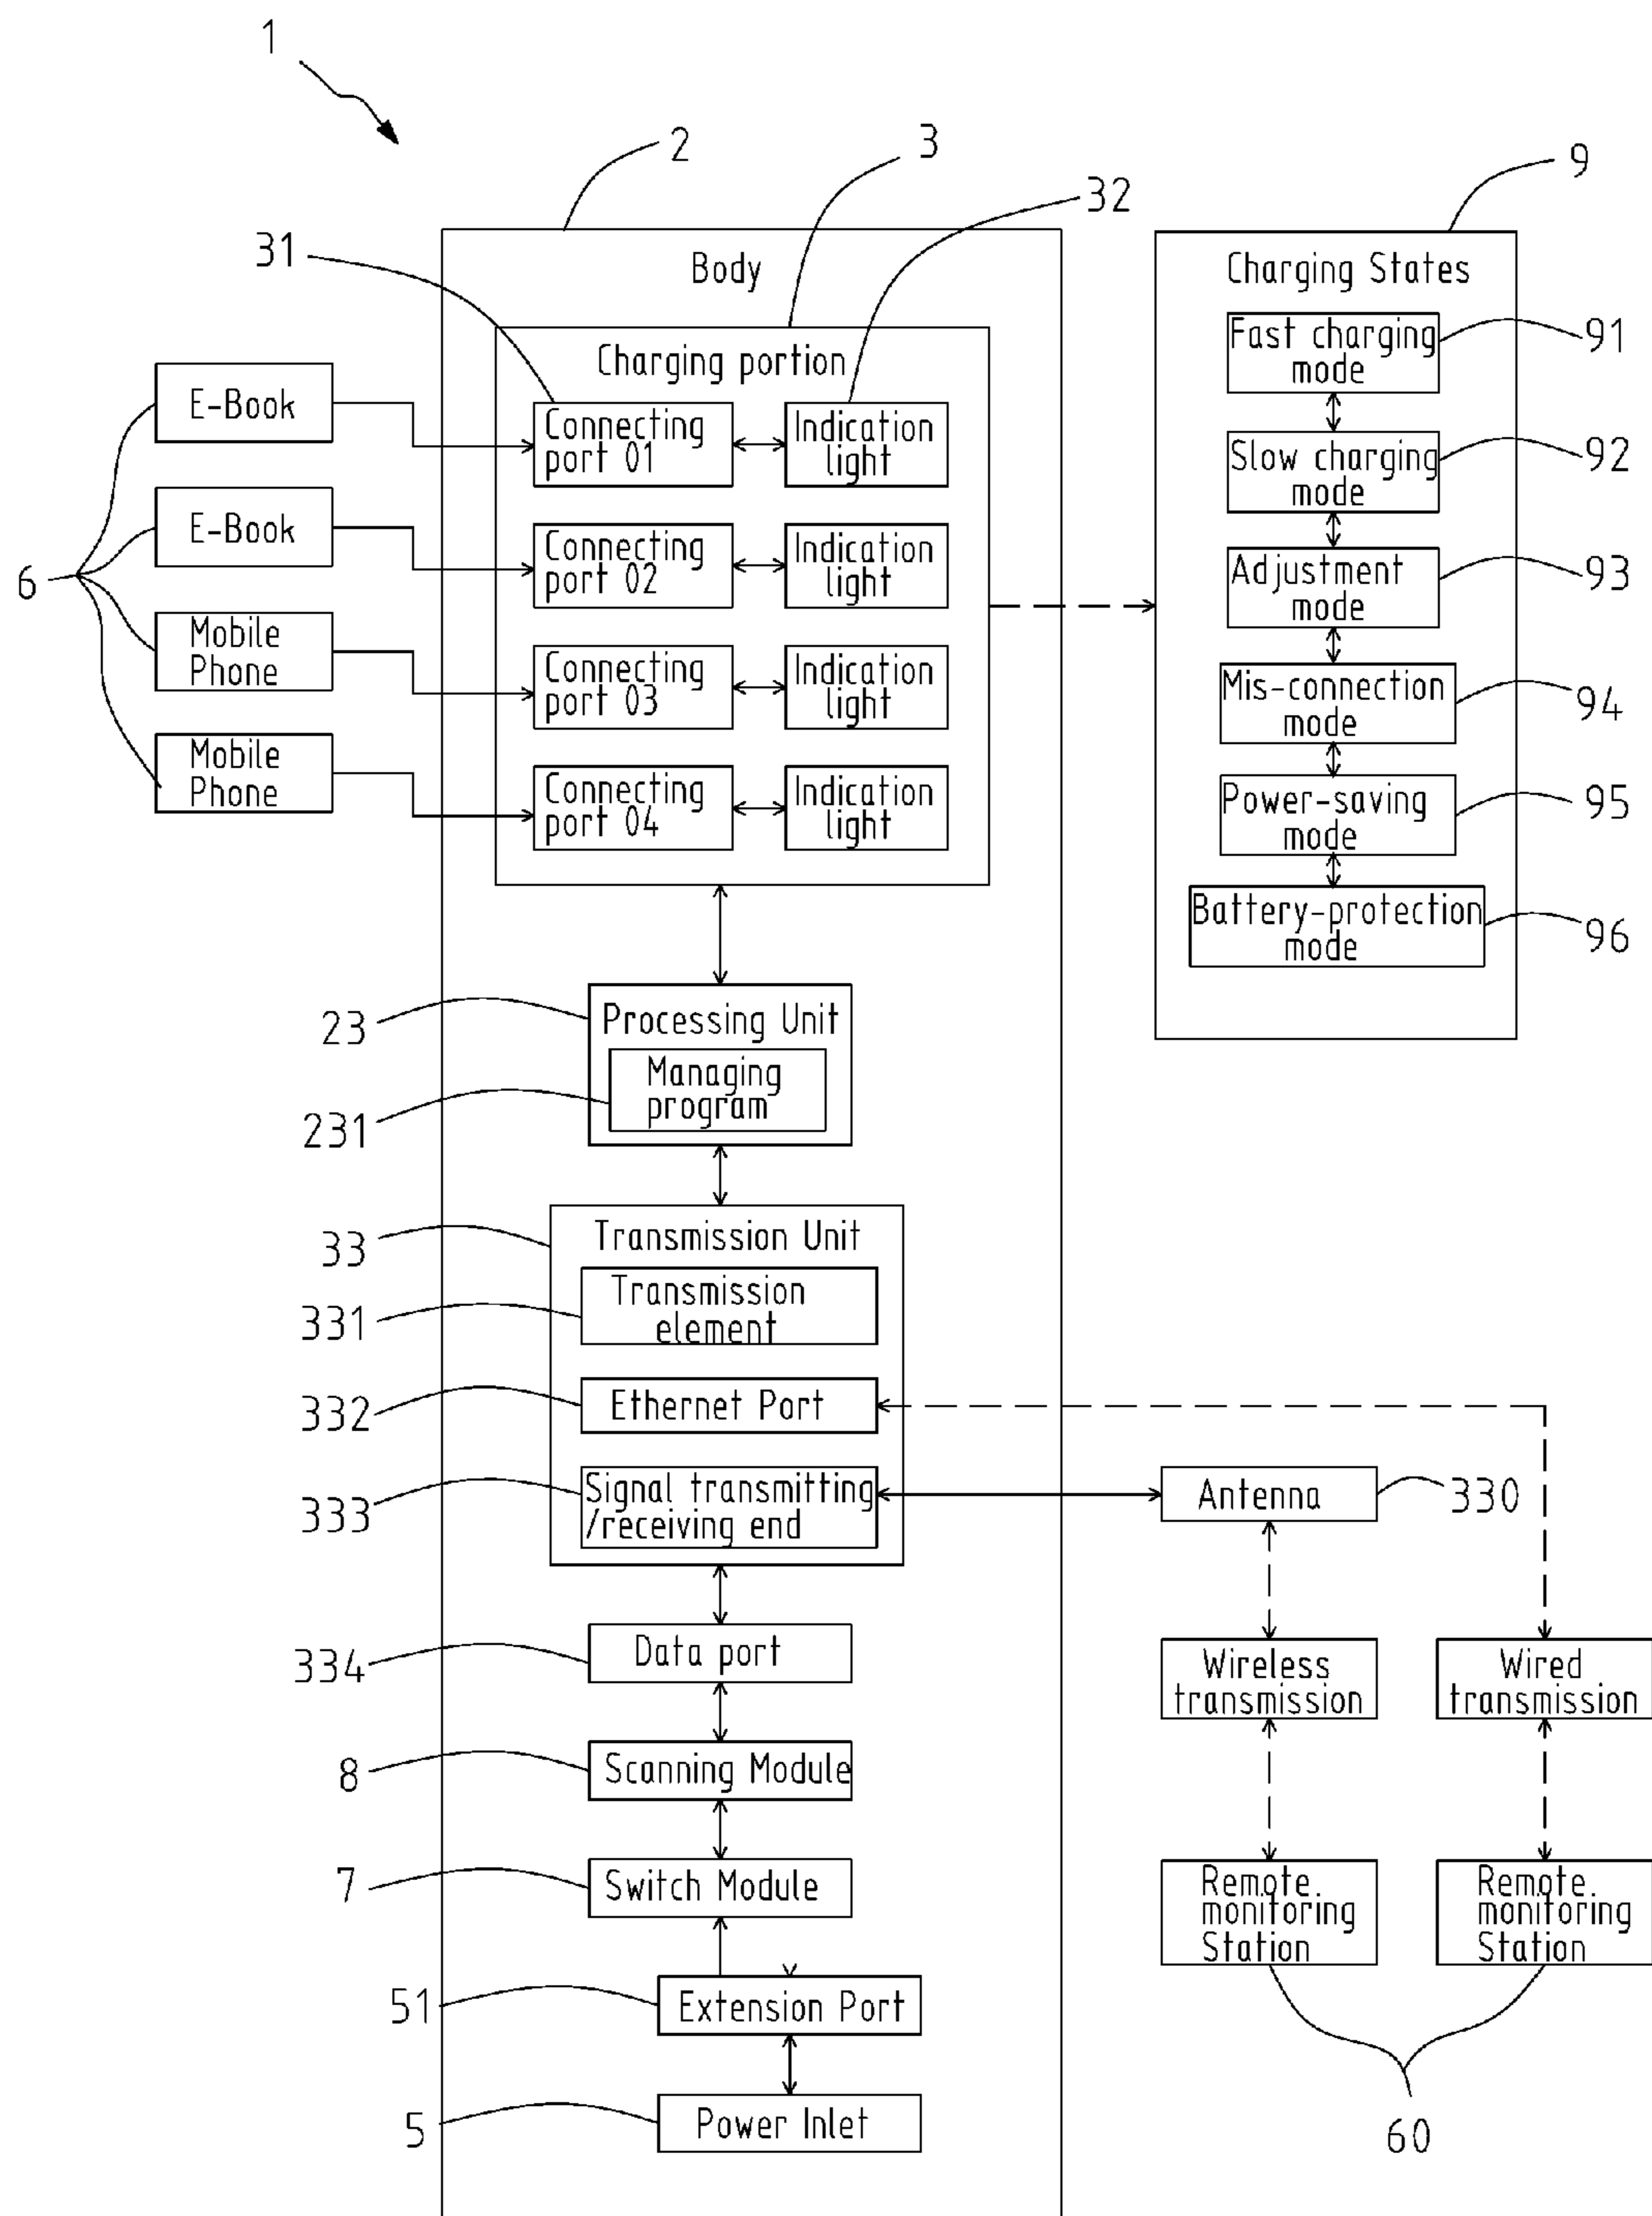 1
2
3
32
9
31
Body
Charging States
Charging portion
Fast charging
mode
91
E-Book
Connecting
port 01
Indication
light
Slow charging
mode
92
E-Book
Connecting
port 02
Indication
light
Adjustment
mode
93
6
Mobile
Phone
Connecting
port 03
Indication
light
Mis-connection
mode
94
Mobile
Phone
Connecting
port 04
Indication
light
Power-saving
mode
95
Battery-protection
mode
96
23
Processing Unit
Managing
program
231
33
Transmission Unit
331
Transmission
element
332
Ethernet Port
333
Signal transmitting
/receiving end
Antenna
330
334
Data port
Wireless
transmission
Wired
transmission
8
Scanning Module
7
Switch Module
Remote
monitoring
Station
Remote
monitoring
Station
51
Extension Port
5
Power Inlet
60